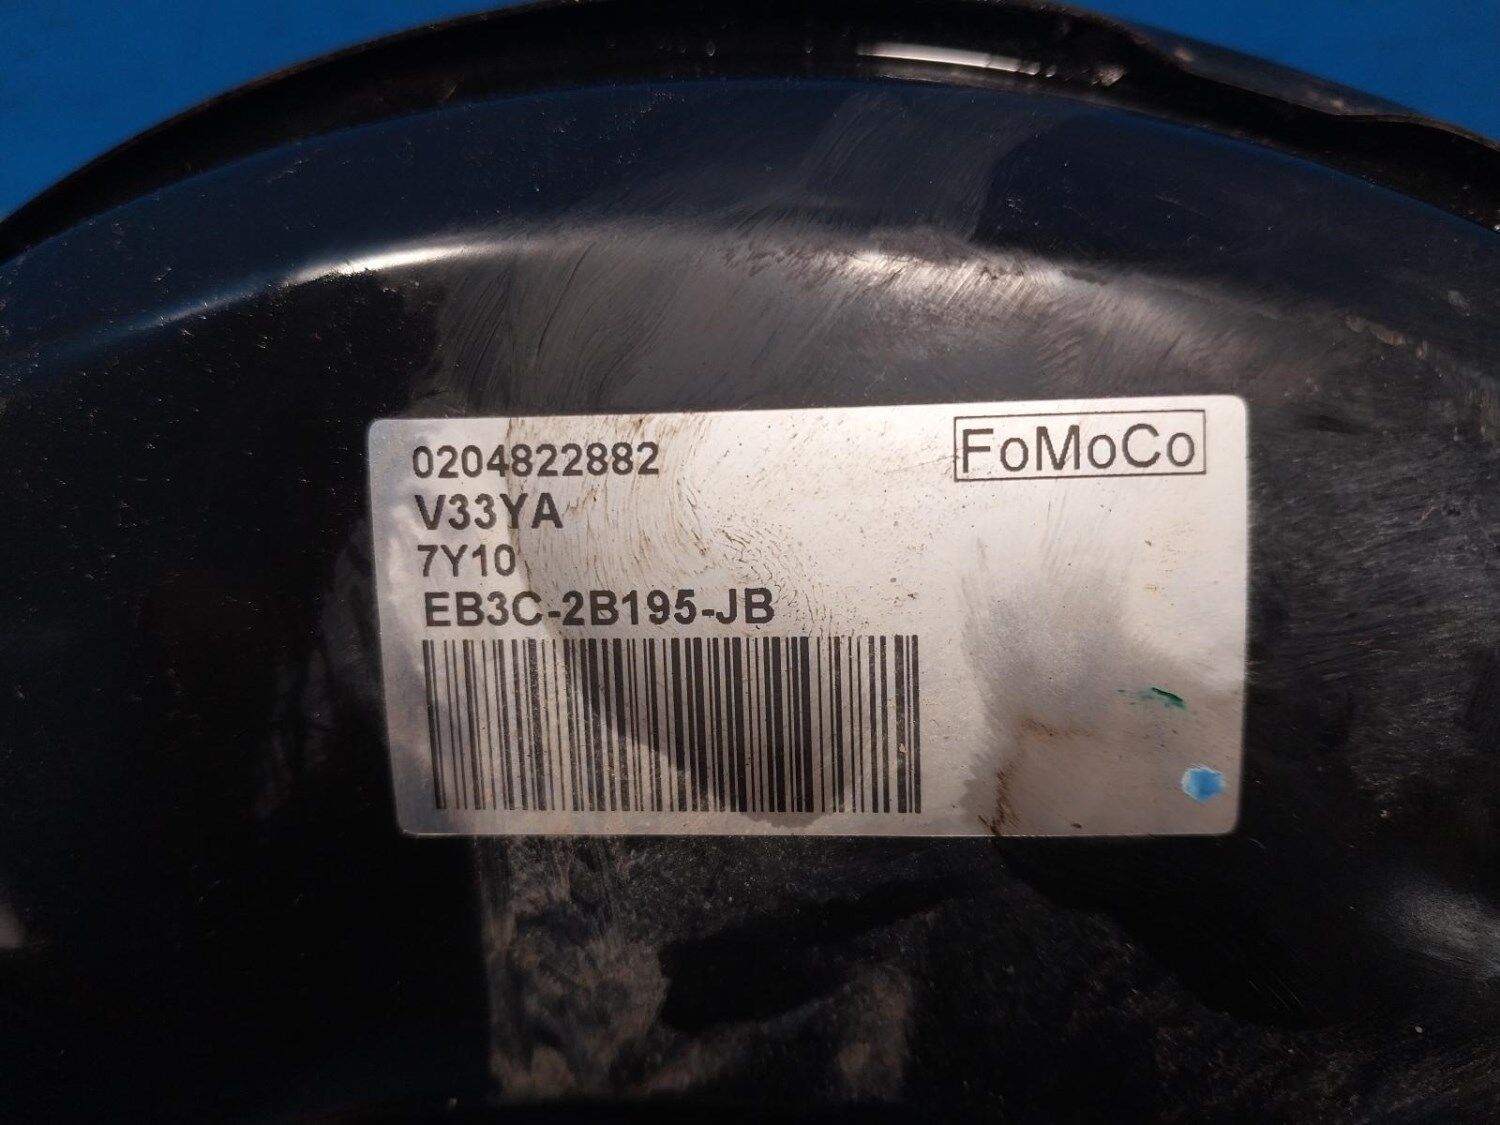 0204822882
FoMoCo
V33YA
7Y10
EB3C-2B195-JB